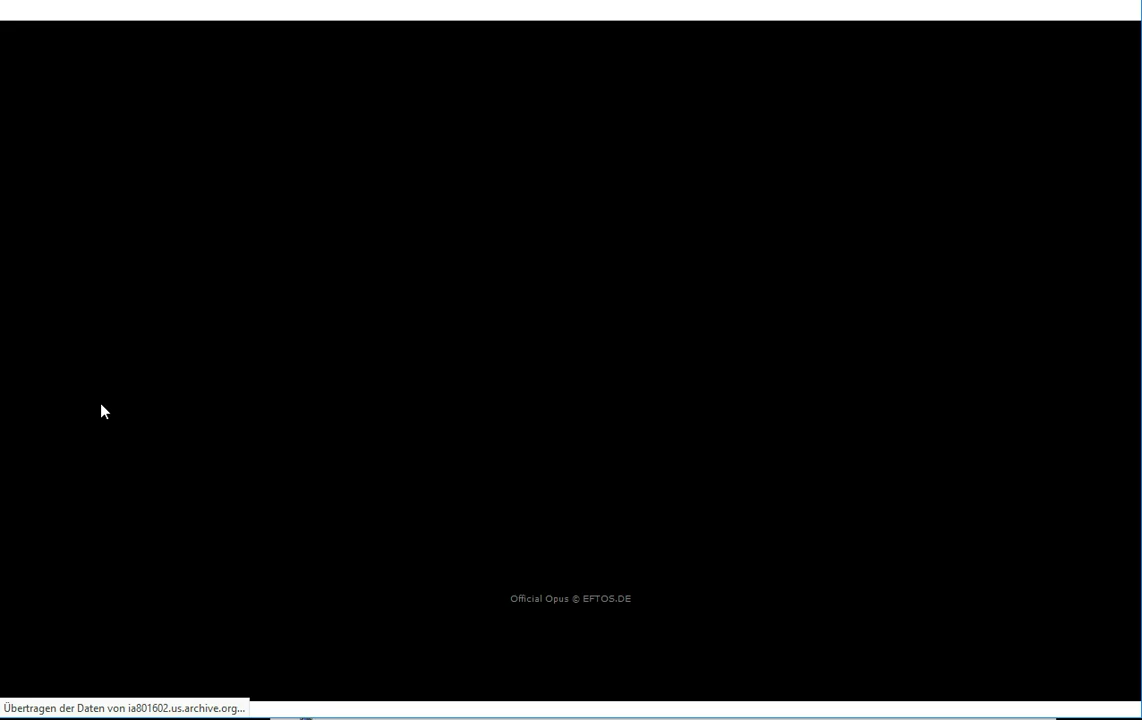 Official Opus © EFTOS.DE
Übertragen der Daten von ia801602.us.archive.org...